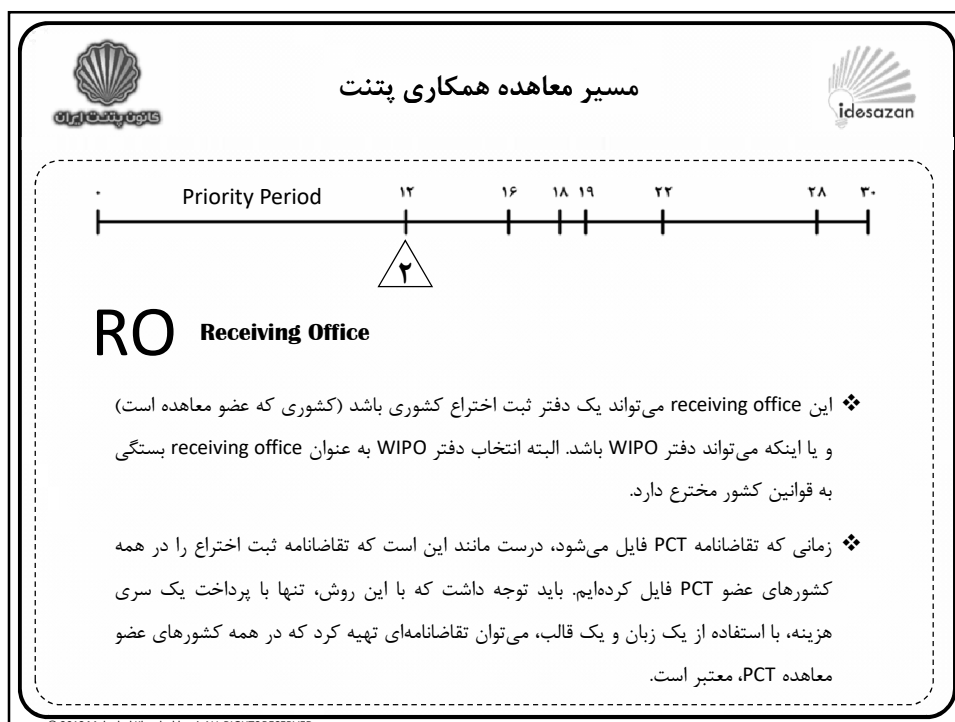 مسیر معاهده همکاری پتنت
کانون پتنت ایران
idesazan
۰ Priority Period ۱۲ ۱۶ ۱۸ ۱۹ ۲۲ ۲۸ ۳۰
۲
RO Receiving Office
❖ این receiving office می‌تواند یک دفتر ثبت اختراع کشوری باشد (کشوری که عضو معاهده است)
و یا اینکه می‌تواند دفتر WIPO باشد. البته انتخاب دفتر WIPO به عنوان receiving office بستگی
به قوانین کشور مخترع دارد.
❖ زمانی که تقاضانامه PCT فایل می‌شود، درست مانند این است که تقاضانامه ثبت اختراع را در همه
کشورهای عضو PCT فایل کرده‌ایم. باید توجه داشت که با این روش، تنها با پرداخت یک سری
هزینه، با استفاده از یک زبان و یک قالب، می‌توان تقاضانامه‌ای تهیه کرد که در همه کشورهای عضو
معاهده PCT، معتبر است.